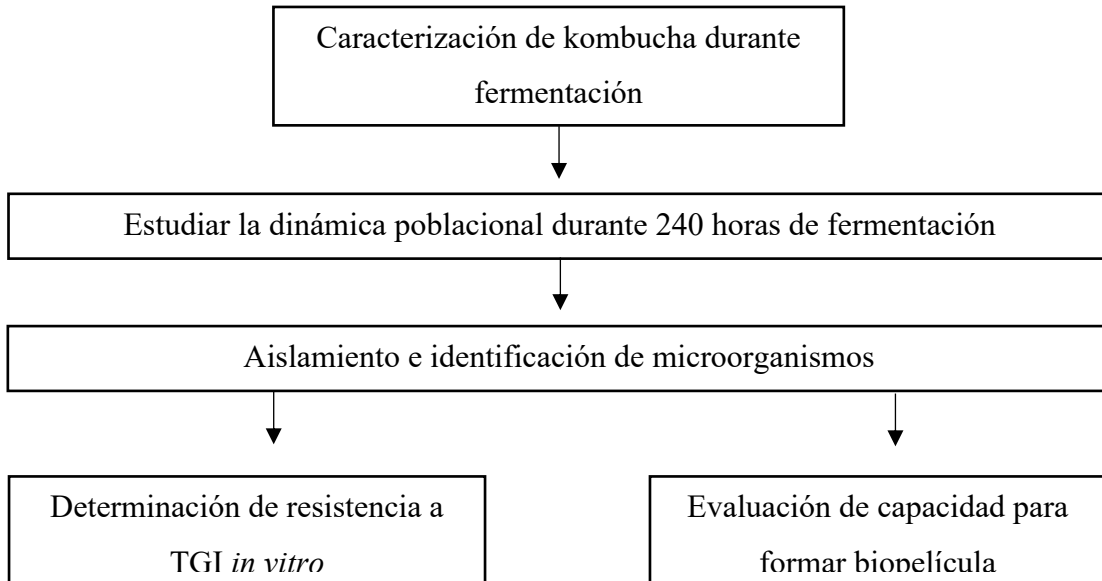 Caracterización de kombucha durante
fermentación
Estudiar la dinámica poblacional durante 240 horas de fermentación
Aislamiento e identificación de microorganismos
Determinación de resistencia a
TGI in vitro
Evaluación de capacidad para
formar biopelícula